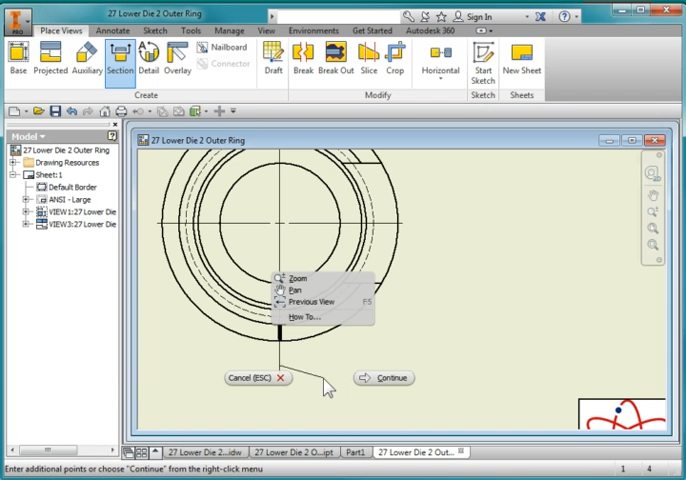 27 Lower Die 2 Outer Ring
Sign In
PRO
Place Views Annotate Sketch Tools Manage View Environments Get Started Autodesk 360
Base Projected Auxiliary Section Detail Overlay
Nailboard
Connector
Draft Break Break Out Slice Crop Horizontal Start Sketch New Sheet
Create Modify Sketch Sheets
Model
27 Lower Die 2 Outer Ring
Drawing Resources
Sheet:1
Default Border
ANSI - Large
VIEW1:27 Lower Die
VIEW3:27 Lower Die
27 Lower Die 2 Outer Ring
Zoom
Pan
Previous View F5
How To...
Cancel (ESC) Continue
27 Lower Die 2...idw 27 Lower Die 2 O...ipt Part1 27 Lower Die 2 Out...
Enter additional points or choose "Continue" from the right-click menu 1 4